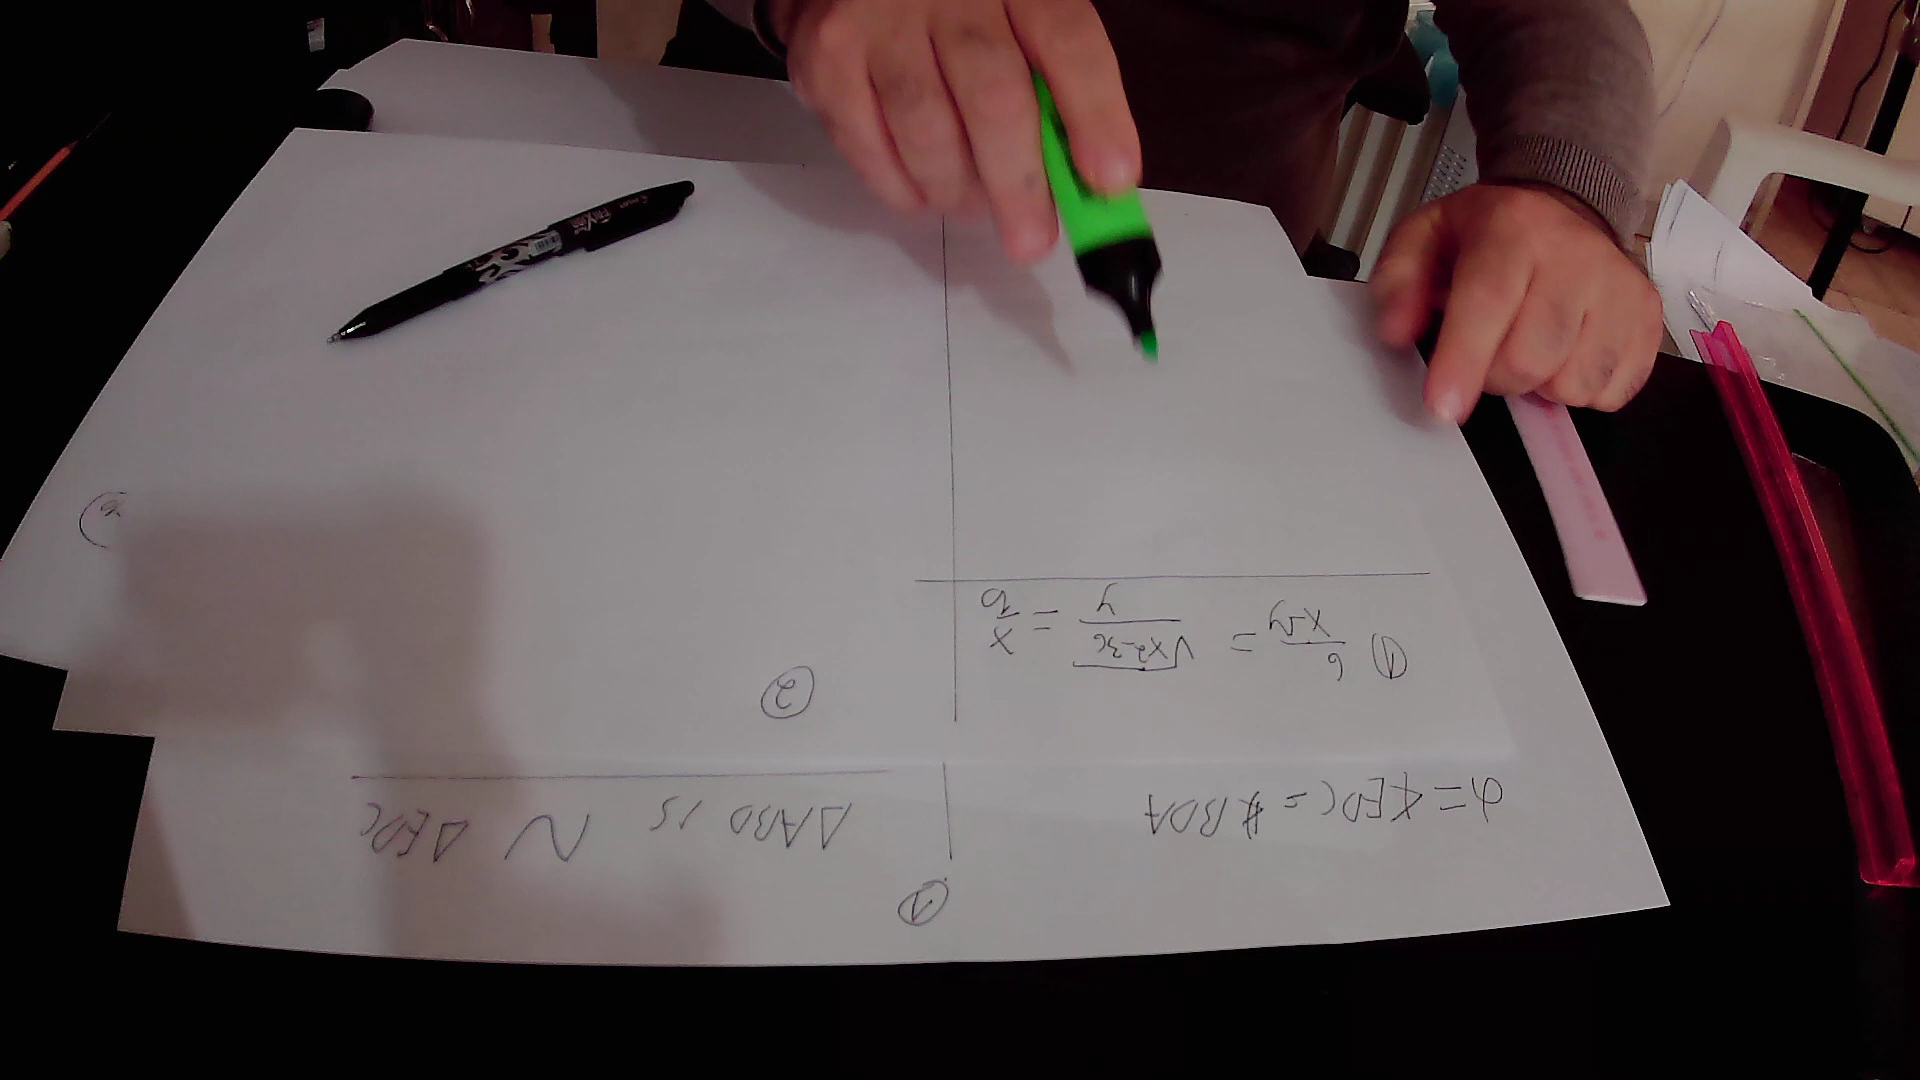 ①
α = ∢EDC = ∢BDA
ΔABD is ~ ΔEDC
②
① 6/(x-y) = √(x²-36)/y = x/
FriXion